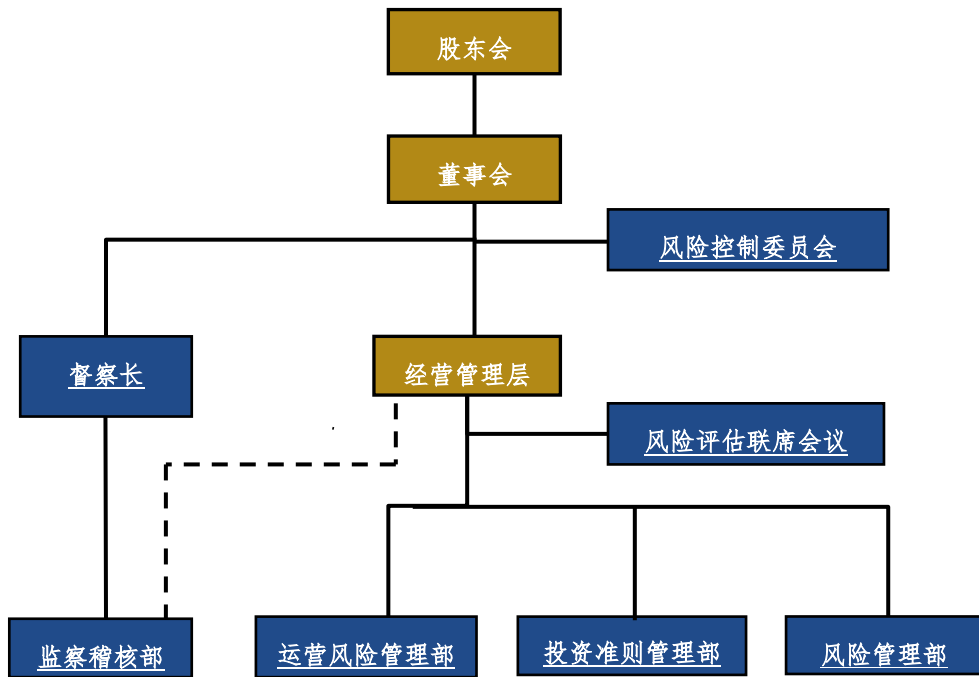 股东会
董事会
风险控制委员会
督察长
经营管理层
风险评估联席会议
监察稽核部
运营风险管理部
投资准则管理部
风险管理部